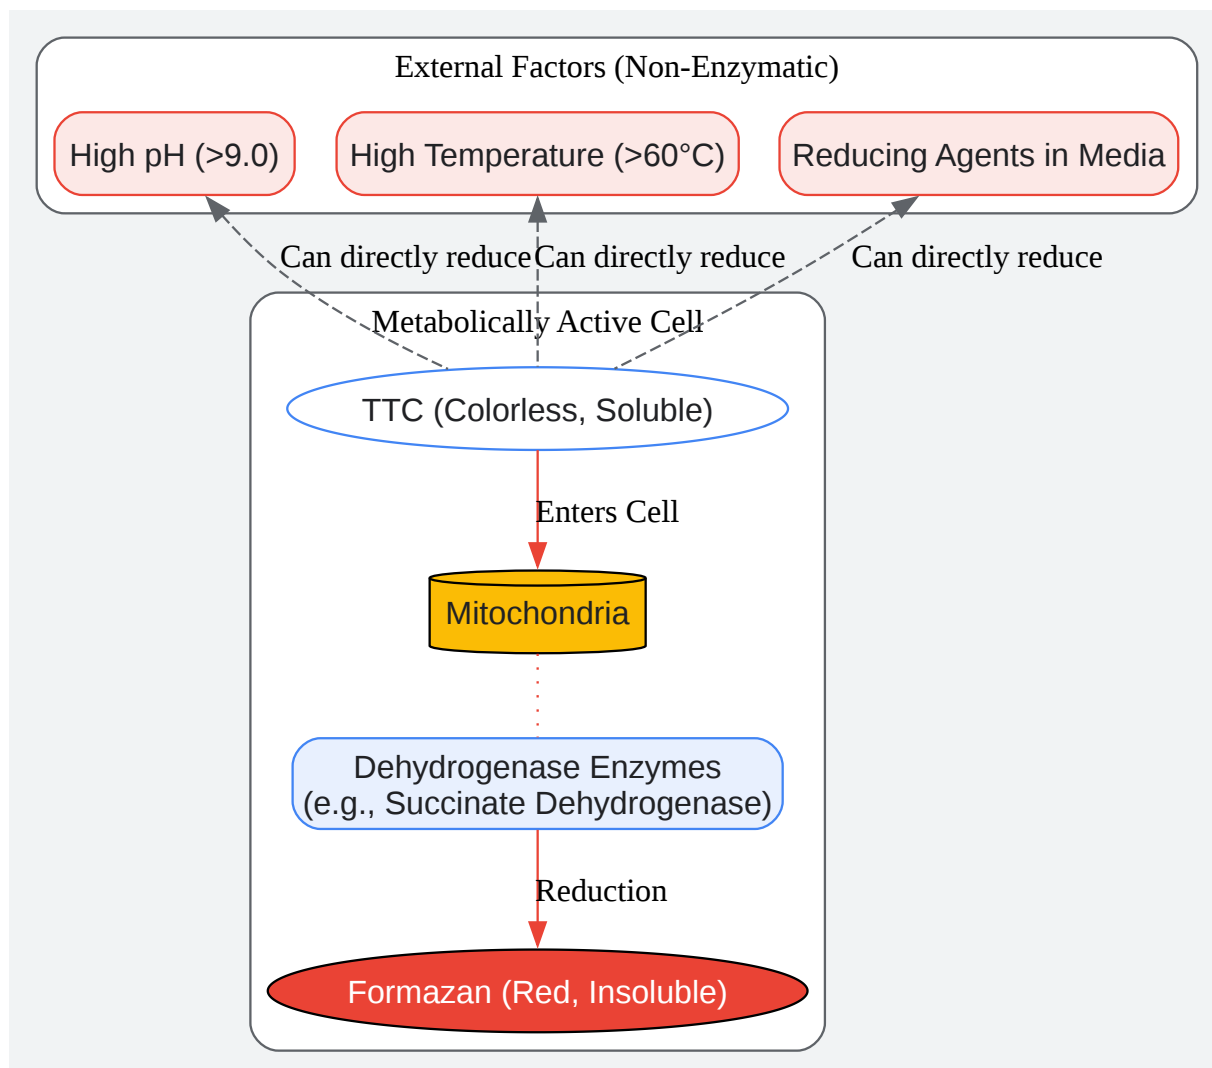 External Factors (Non-Enzymatic)
High pH (>9.0)
High Temperature (>60°C)
Reducing Agents in Media
Can directly reduce
Can directly reduce
Can directly reduce
Metabolically Active Cell
TTC (Colorless, Soluble)
Enters Cell
Mitochondria
Dehydrogenase Enzymes
(e.g., Succinate Dehydrogenase)
Reduction
Formazan (Red, Insoluble)